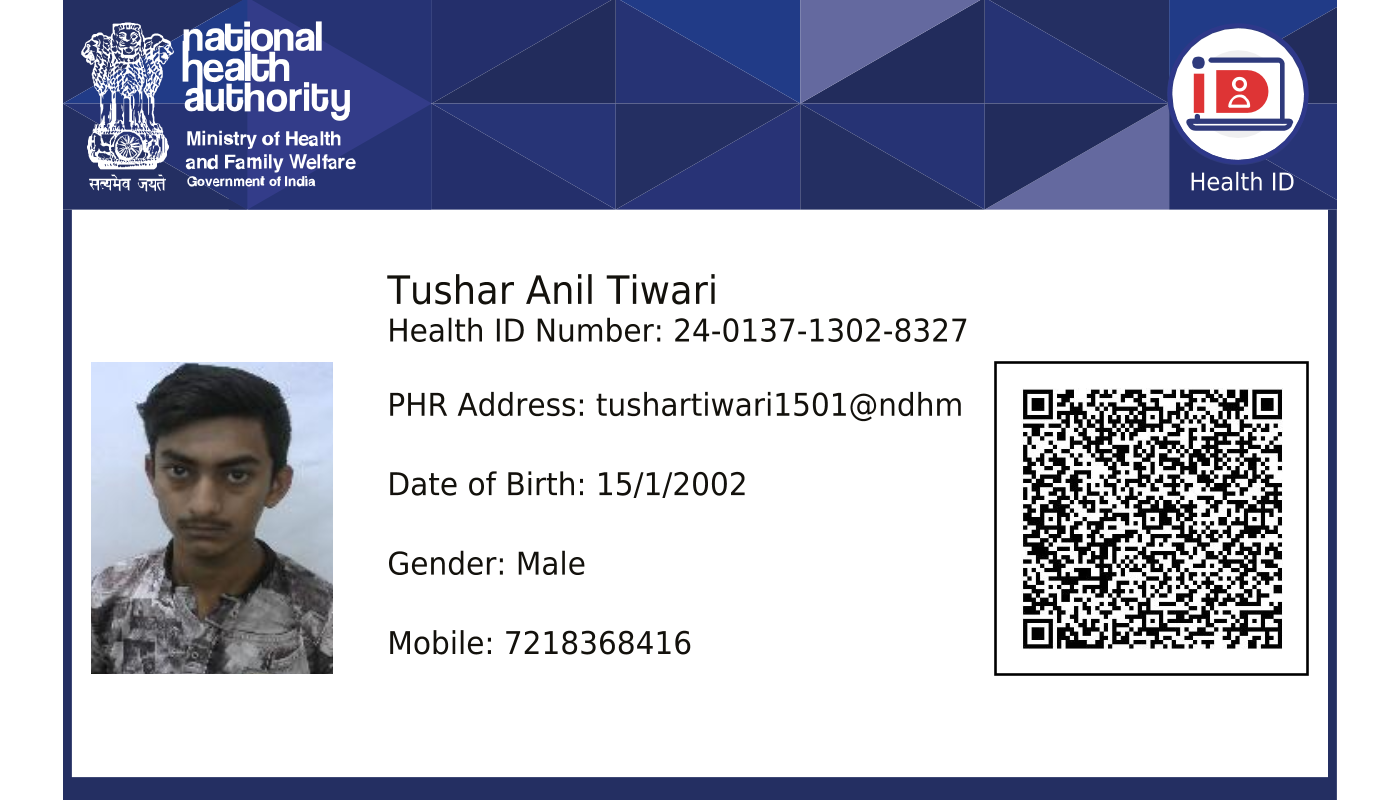 national
health
authority
Ministry of Health
and Family Welfare
Government of India
सत्यमेव जयते
iD
Health ID
Tushar Anil Tiwari
Health ID Number: 24-0137-1302-8327
PHR Address: tushartiwari1501@ndhm
Date of Birth: 15/1/2002
Gender: Male
Mobile: 7218368416